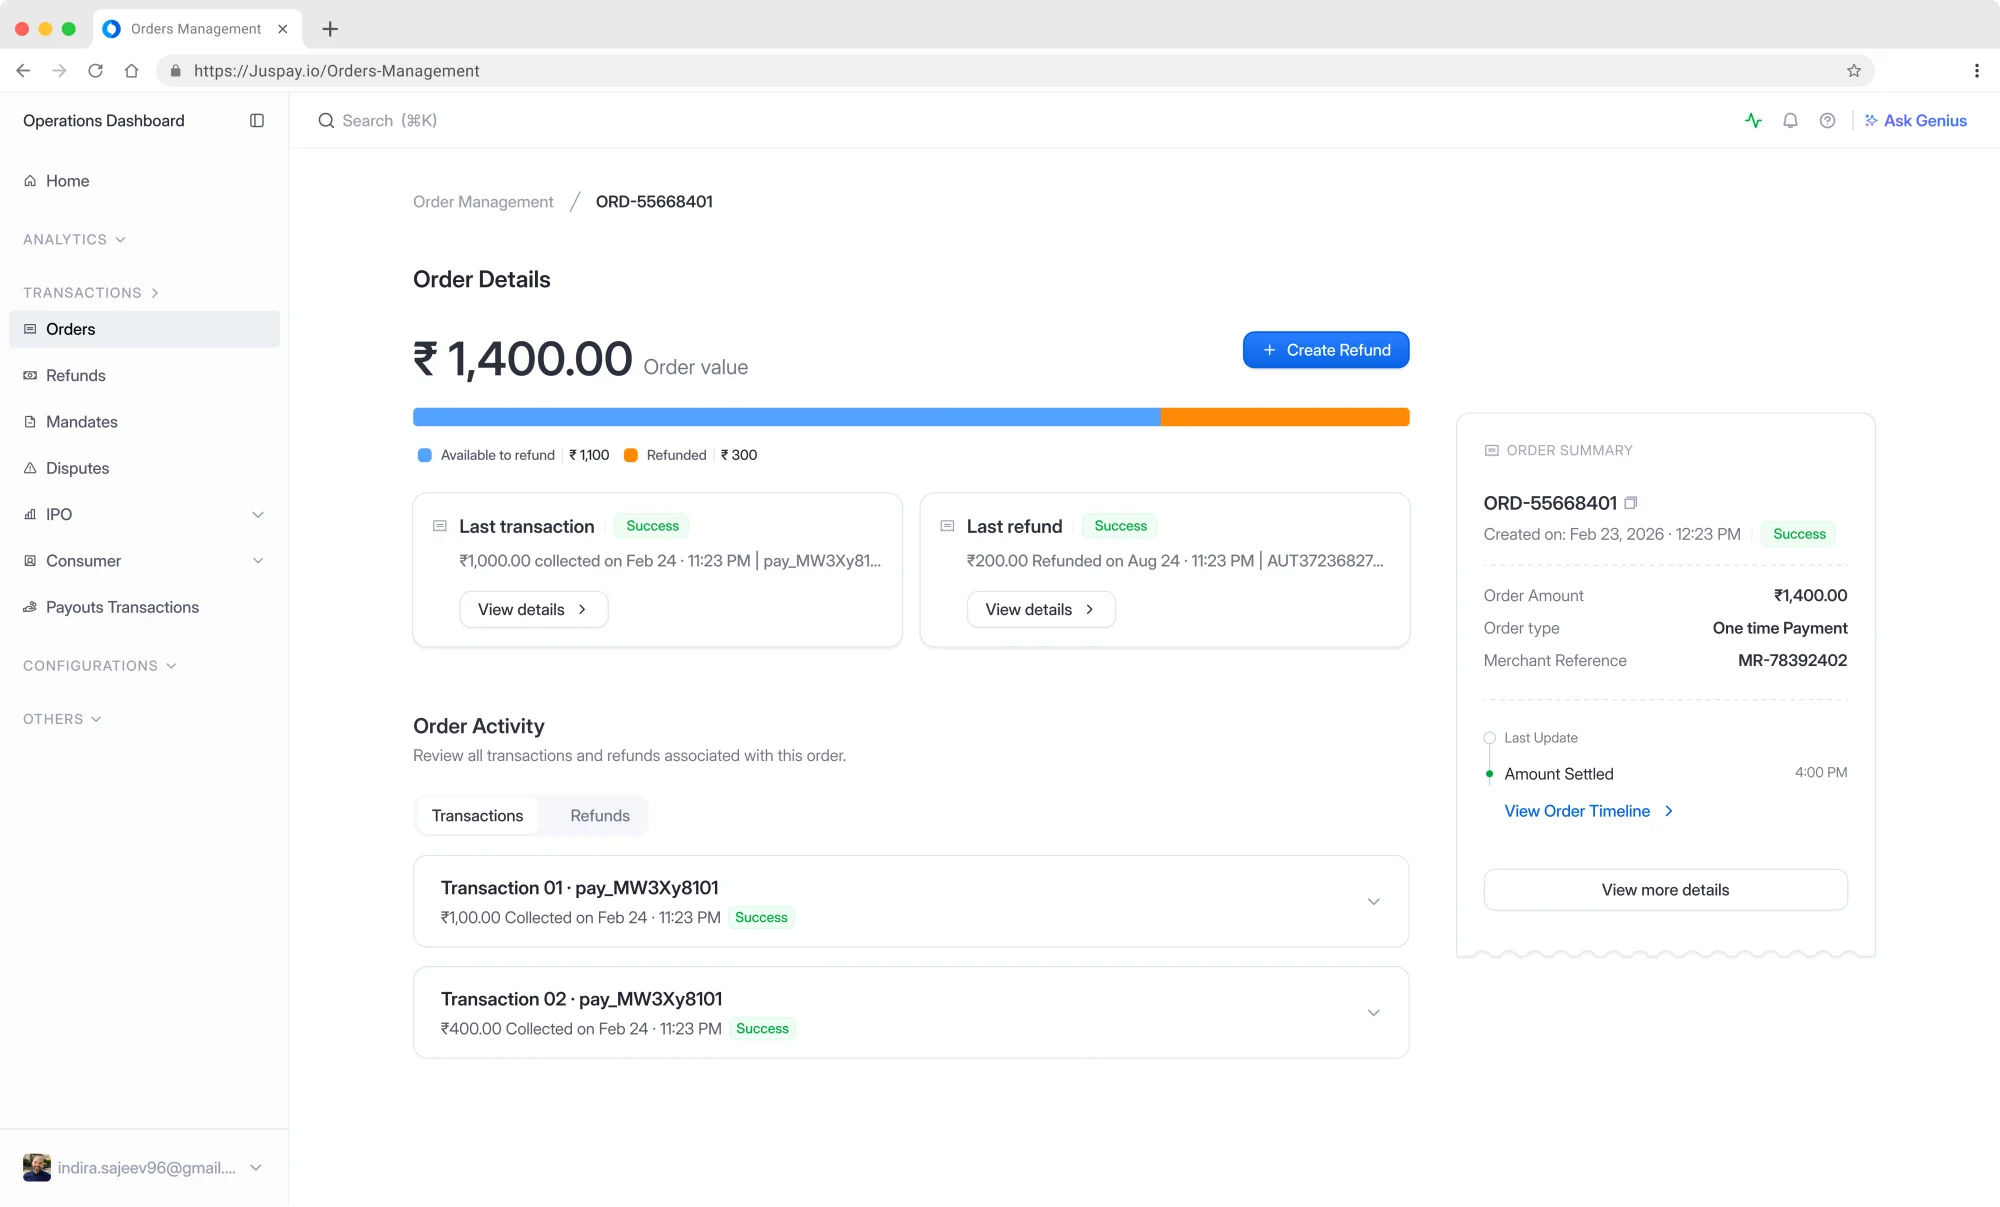 Orders Management
https://Juspay.io/Orders-Management
Operations Dashboard
Search (⌘K)
Ask Genius
Home
ANALYTICS
TRANSACTIONS
Orders
Refunds
Mandates
Disputes
IPO
Consumer
Payouts Transactions
CONFIGURATIONS
OTHERS
indira.sajeev96@gmail....
Order Management / ORD-55668401
Order Details
₹ 1,400.00 Order value
+ Create Refund
Available to refund ₹ 1,100 Refunded ₹ 300
Last transaction Success
₹1,000.00 collected on Feb 24 · 11:23 PM | pay_MW3Xy81...
View details
Last refund Success
₹200.00 Refunded on Aug 24 · 11:23 PM | AUT37236827...
View details
Order Activity
Review all transactions and refunds associated with this order.
Transactions Refunds
Transaction 01 · pay_MW3Xy8101
₹1,00.00 Collected on Feb 24 · 11:23 PM Success
Transaction 02 · pay_MW3Xy8101
₹400.00 Collected on Feb 24 · 11:23 PM Success
ORDER SUMMARY
ORD-55668401
Created on: Feb 23, 2026 · 12:23 PM Success
Order Amount ₹1,400.00
Order type One time Payment
Merchant Reference MR-78392402
Last Update
Amount Settled 4:00 PM
View Order Timeline
View more details